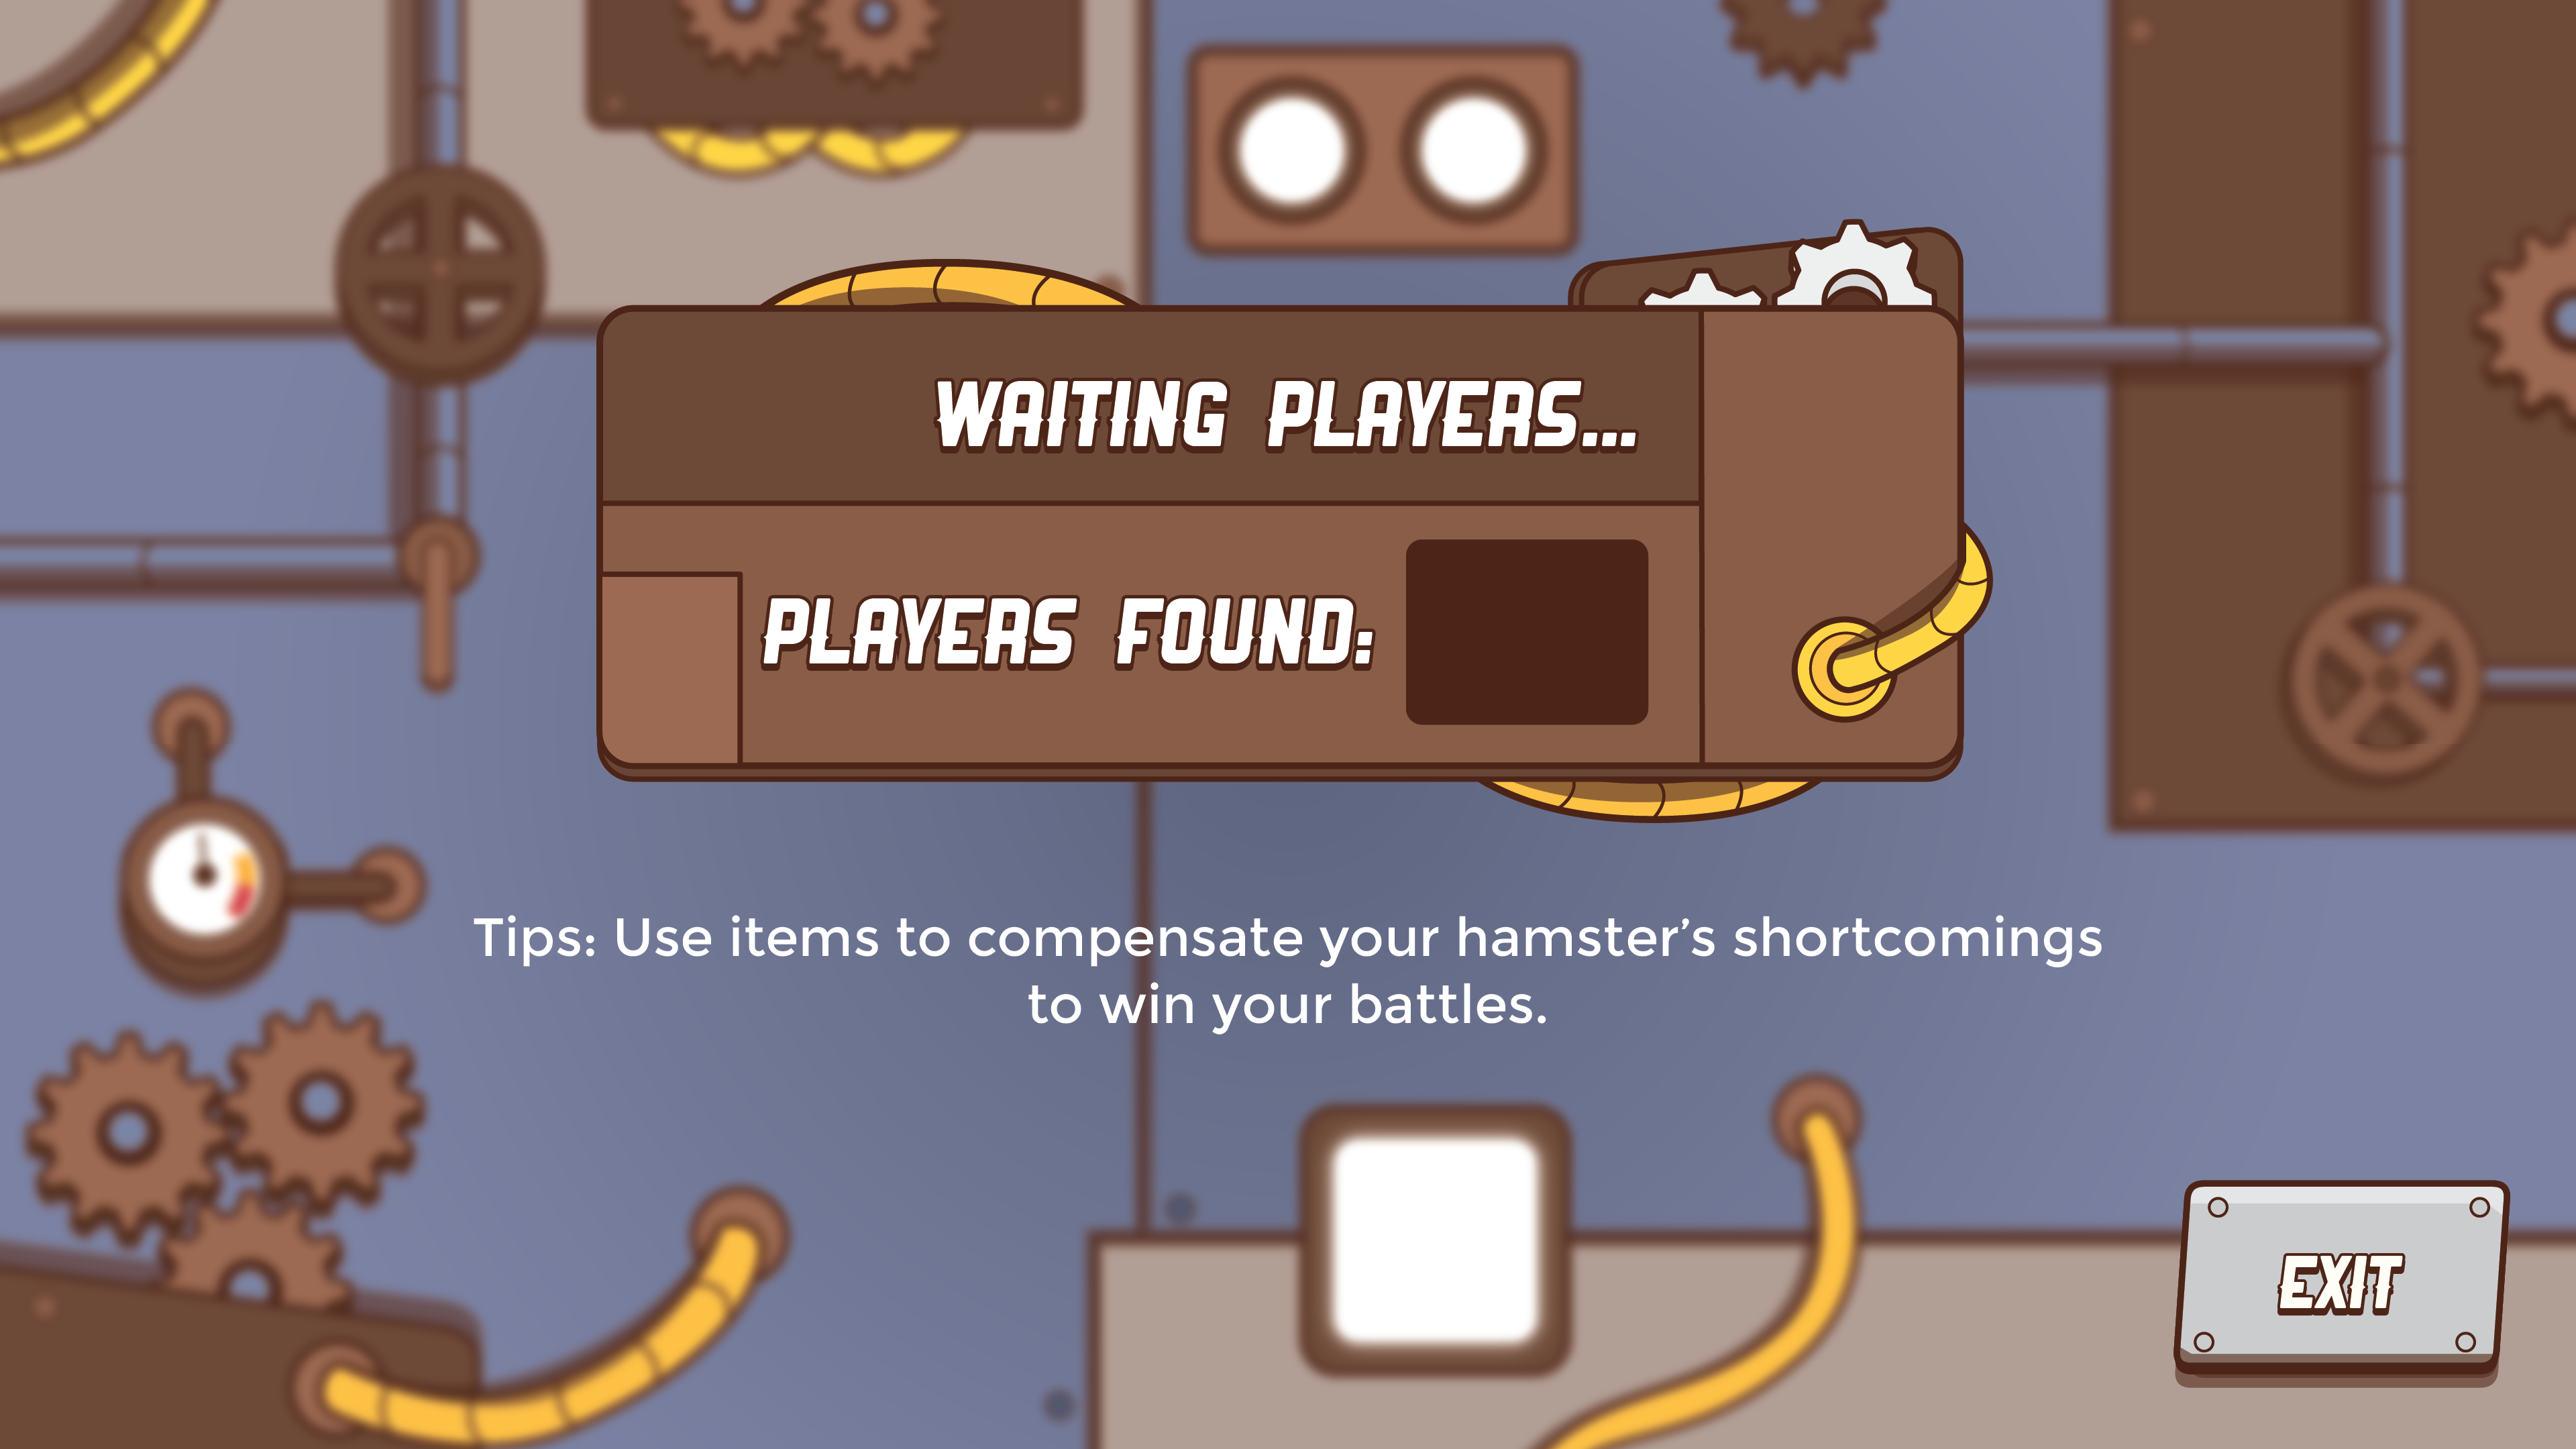 WAITING PLAYERS...
PLAYERS FOUND:
Tips: Use items to compensate your hamster’s shortcomings
to win your battles.
EXIT